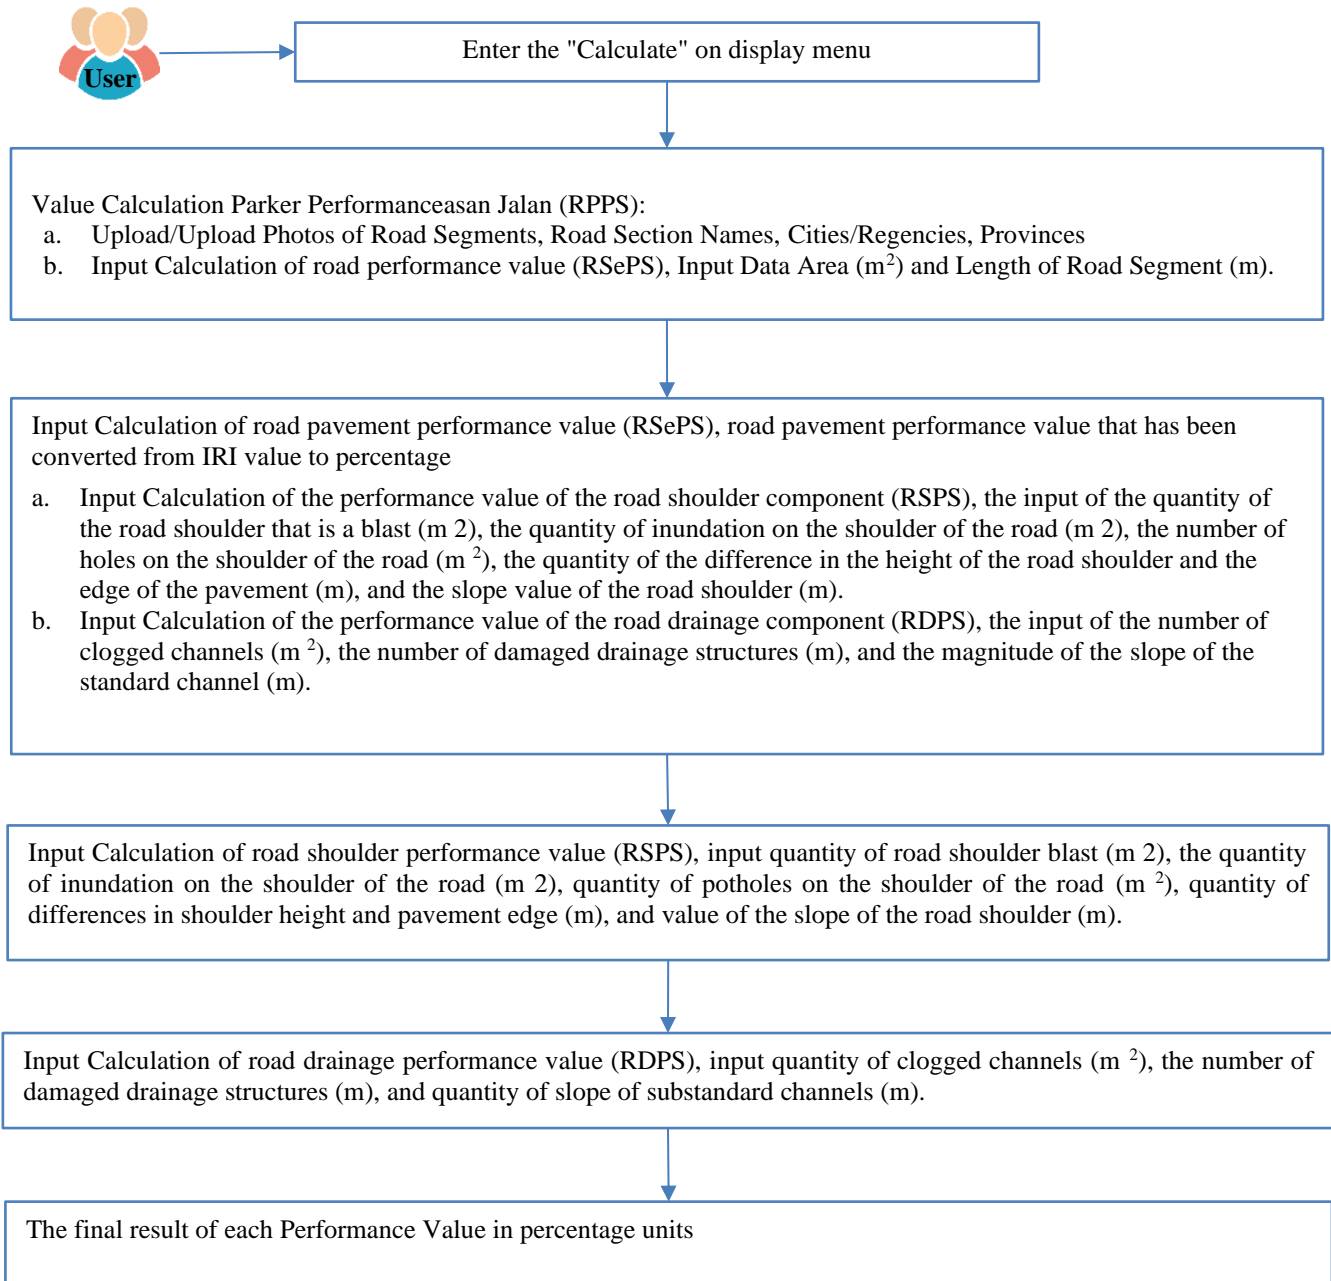 User
Enter the "Calculate" on display menu
Value Calculation Parker Performanceasan Jalan (RPPS):
a. Upload/Upload Photos of Road Segments, Road Section Names, Cities/Regencies, Provinces
b. Input Calculation of road performance value (RSePS), Input Data Area (m²) and Length of Road Segment (m).
Input Calculation of road pavement performance value (RSePS), road pavement performance value that has been
converted from IRI value to percentage
a. Input Calculation of the performance value of the road shoulder component (RSPS), the input of the quantity of
the road shoulder that is a blast (m 2), the quantity of inundation on the shoulder of the road (m 2), the number of
holes on the shoulder of the road (m ²), the quantity of the difference in the height of the road shoulder and the
edge of the pavement (m), and the slope value of the road shoulder (m).
b. Input Calculation of the performance value of the road drainage component (RDPS), the input of the number of
clogged channels (m ²), the number of damaged drainage structures (m), and the magnitude of the slope of the
standard channel (m).
Input Calculation of road shoulder performance value (RSPS), input quantity of road shoulder blast (m 2), the quantity
of inundation on the shoulder of the road (m 2), quantity of potholes on the shoulder of the road (m ²), quantity of
differences in shoulder height and pavement edge (m), and value of the slope of the road shoulder (m).
Input Calculation of road drainage performance value (RDPS), input quantity of clogged channels (m ²), the number of
damaged drainage structures (m), and quantity of slope of substandard channels (m).
The final result of each Performance Value in percentage units